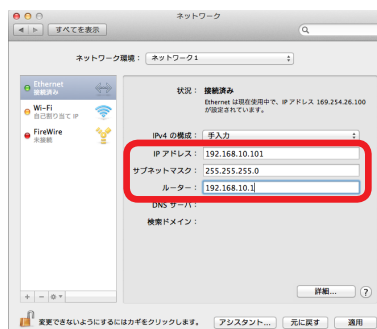 ネットワーク
すべてを表示
ネットワーク環境： ネットワーク1
Ethernet
接続済み
Wi-Fi
自己割り当て IP
FireWire
未接続
状況： 接続済み
Ethernet は現在使用中で、IP アドレス 169.254.26.100
が設定されています。
IPv4 の構成： 手入力
IP アドレス： 192.168.10.101
サブネットマスク： 255.255.255.0
ルーター： 192.168.10.1
DNS サーバ：
検索ドメイン：
詳細... ?
+ −
変更できないようにするにはカギをクリックします。 アシスタント... 元に戻す 適用